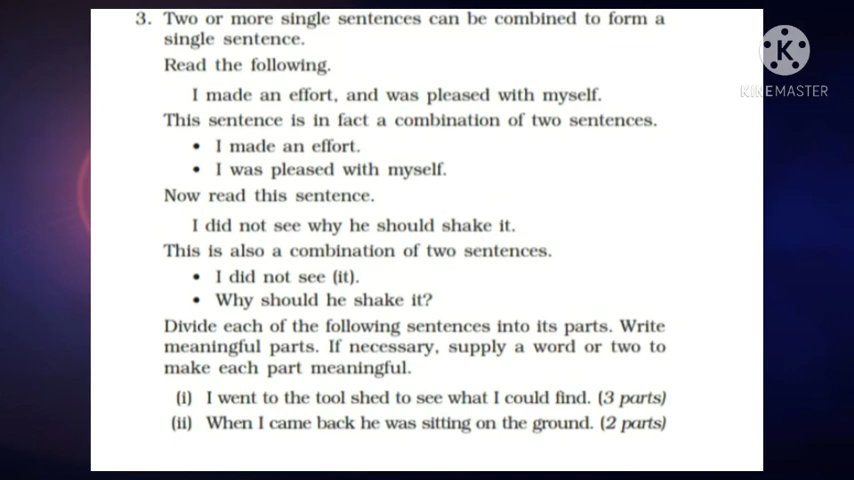 3. Two or more single sentences can be combined to form a
single sentence.
Read the following.
I made an effort, and was pleased with myself.
This sentence is in fact a combination of two sentences.
• I made an effort.
• I was pleased with myself.
Now read this sentence.
I did not see why he should shake it.
This is also a combination of two sentences.
• I did not see (it).
• Why should he shake it?
Divide each of the following sentences into its parts. Write
meaningful parts. If necessary, supply a word or two to
make each part meaningful.
(i) I went to the tool shed to see what I could find. (3 parts)
(ii) When I came back he was sitting on the ground. (2 parts)
K
KINEMASTER